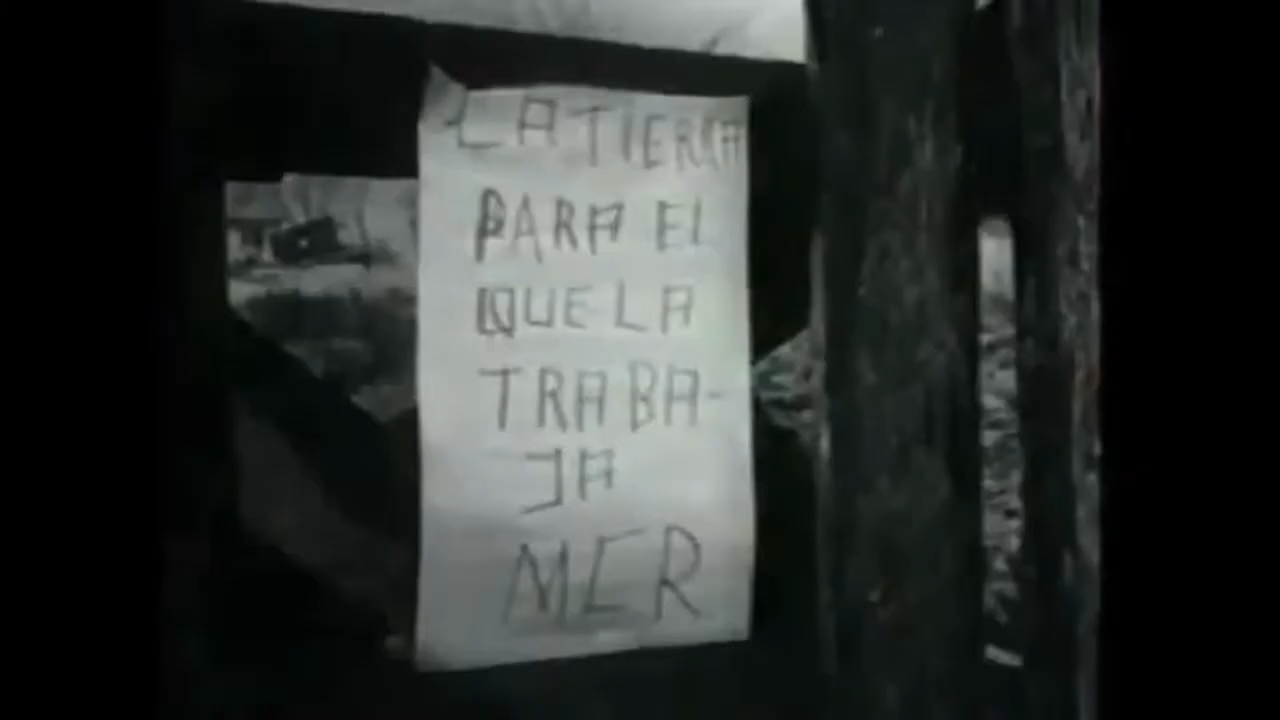 LA TIERRA
PARA EL
QUE LA
TRABA-
JA
MCR